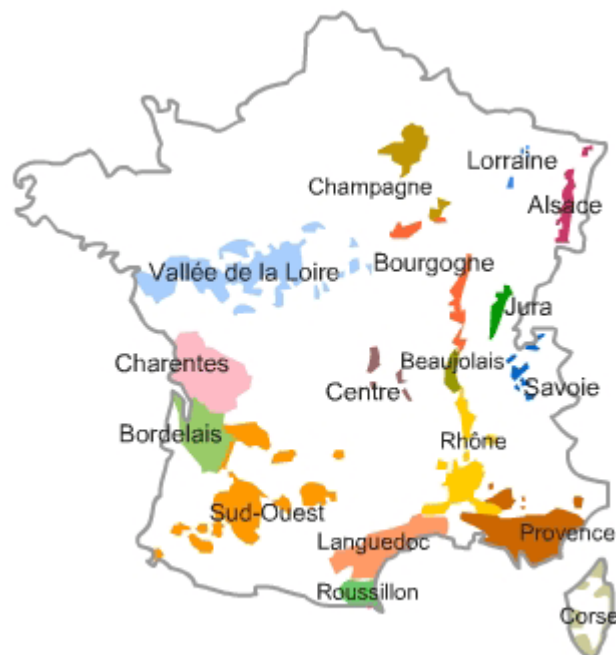 Lorraine
Champagne
Alsace
Vallée de la Loire
Bourgogne
Jura
Charentes
Beaujolais
Centre
Savoie
Bordelais
Rhône
Sud-Ouest
Provence
Languedoc
Roussillon
Corse